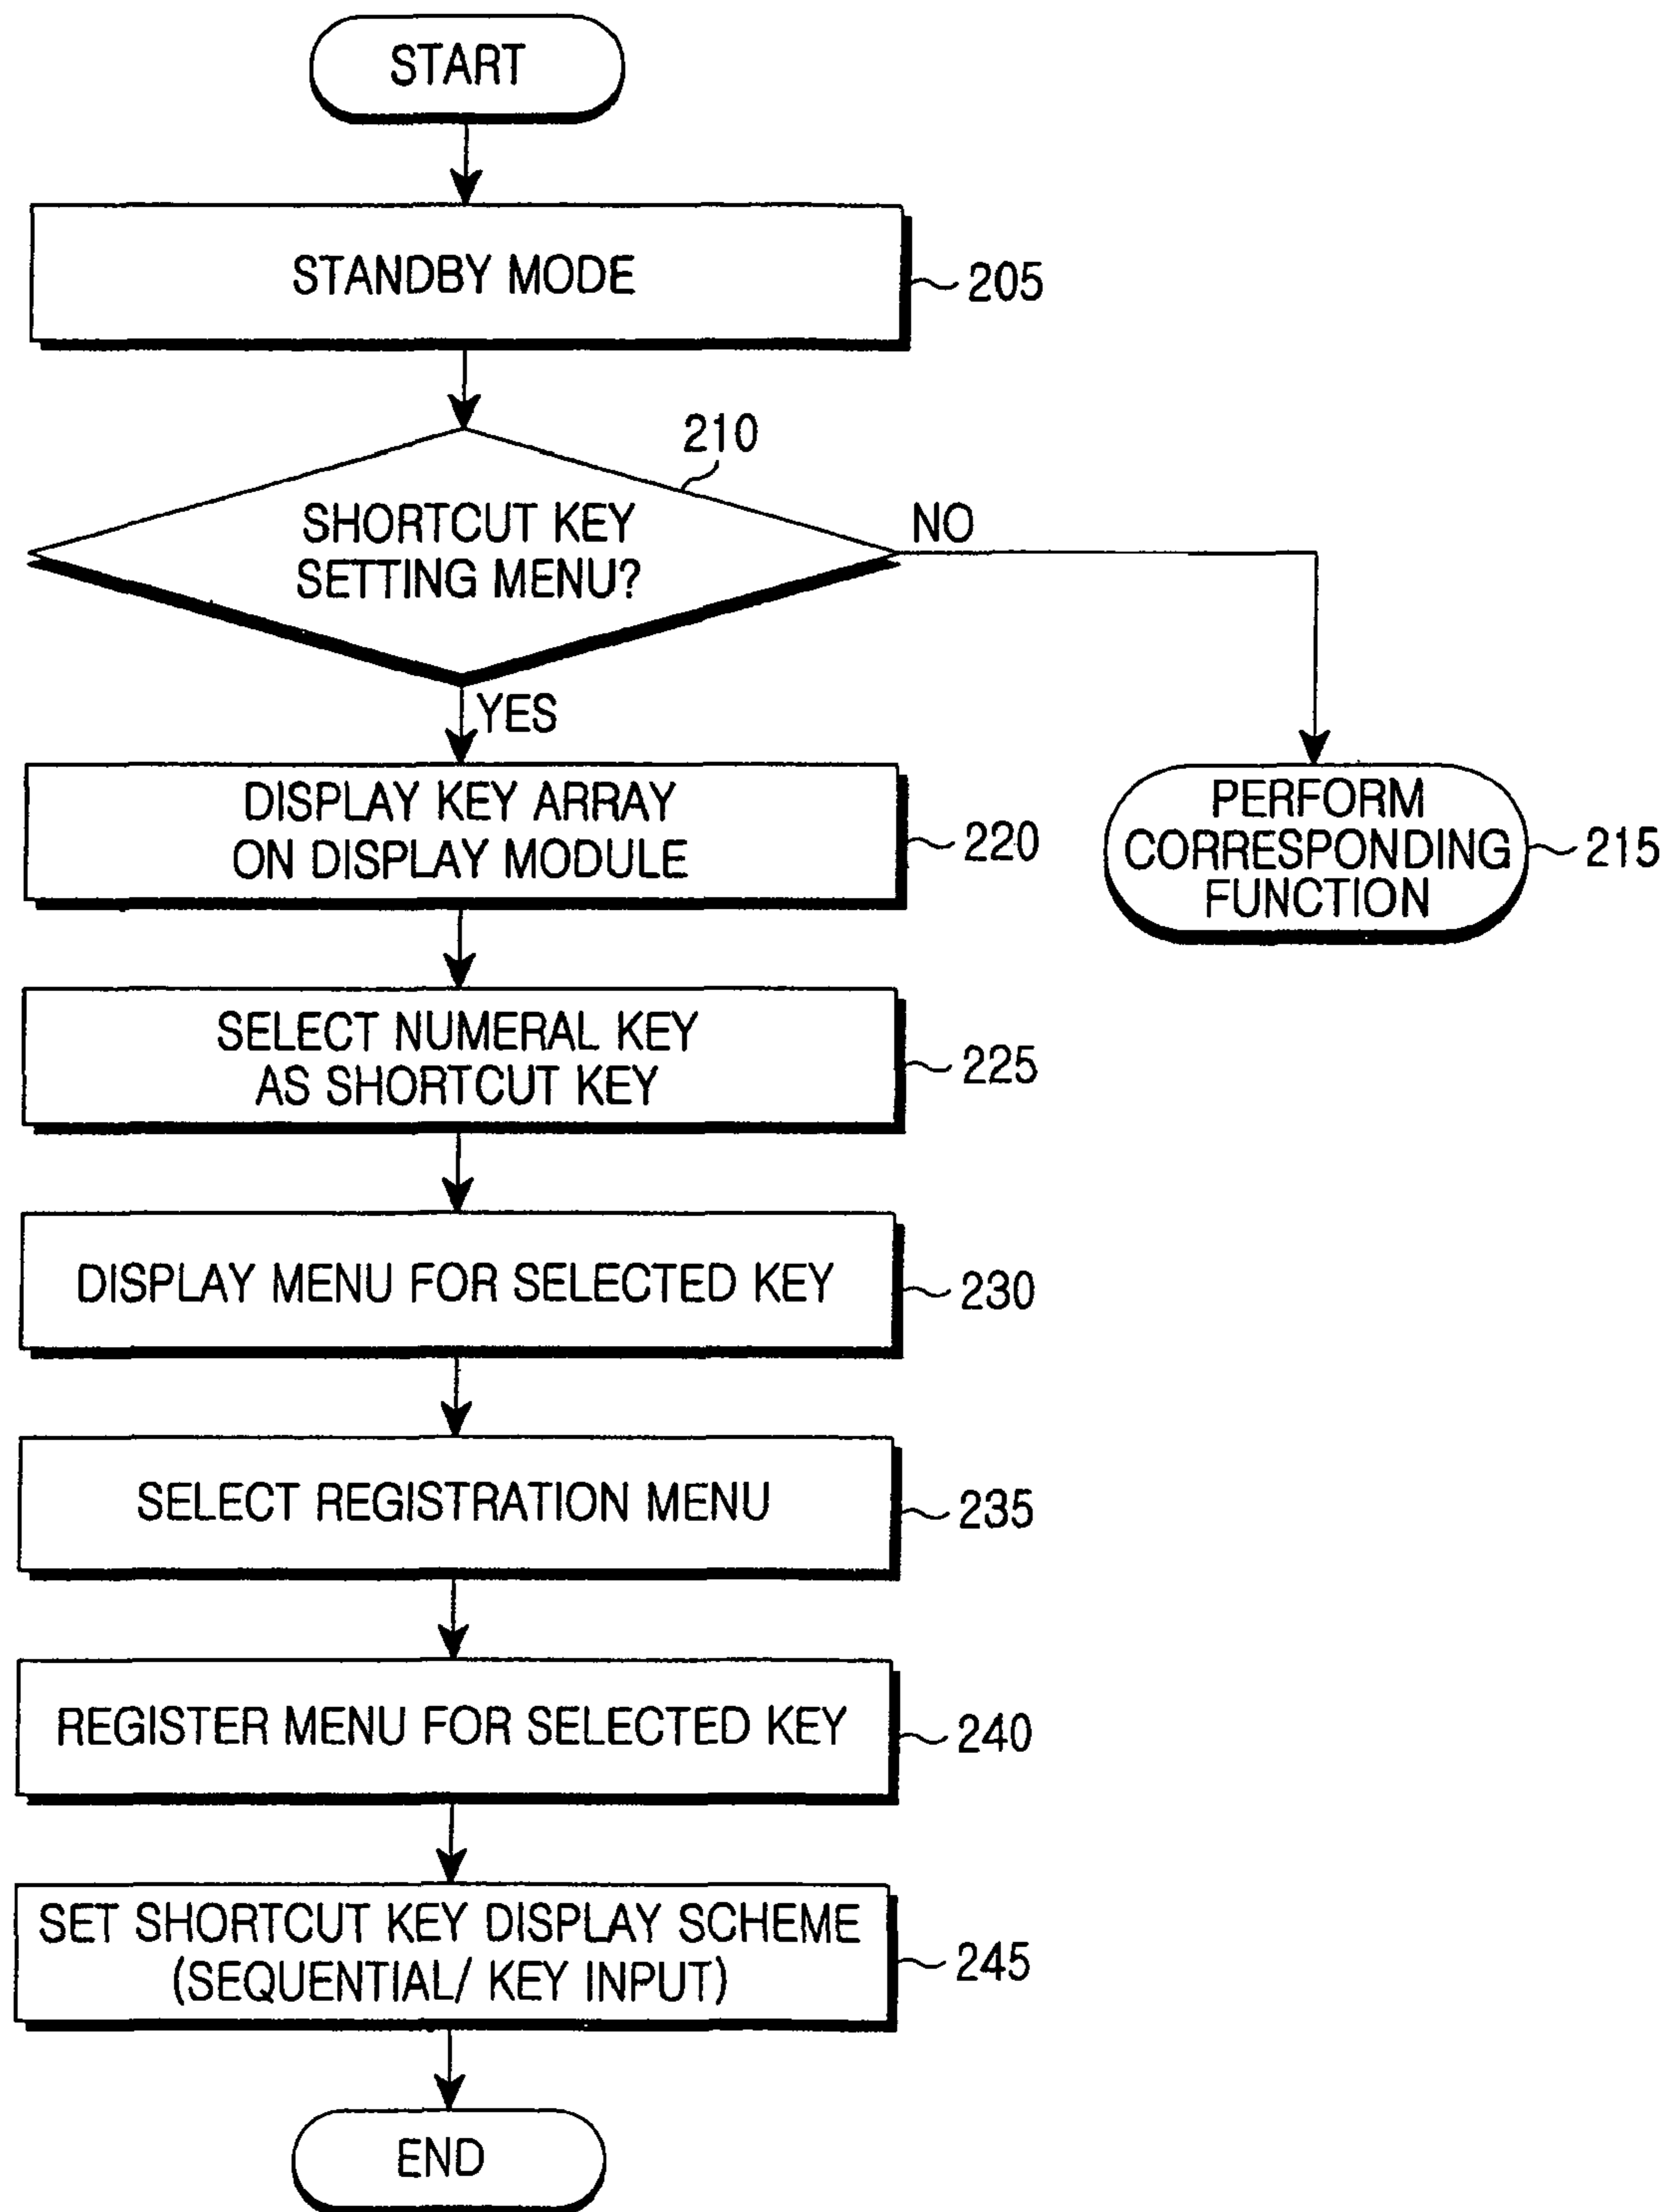 START
STANDBY MODE
205
210
SHORTCUT KEY
SETTING MENU?
NO
YES
DISPLAY KEY ARRAY
ON DISPLAY MODULE
220
PERFORM
CORRESPONDING
FUNCTION
215
SELECT NUMERAL KEY
AS SHORTCUT KEY
225
DISPLAY MENU FOR SELECTED KEY
230
SELECT REGISTRATION MENU
235
REGISTER MENU FOR SELECTED KEY
240
SET SHORTCUT KEY DISPLAY SCHEME
(SEQUENTIAL/ KEY INPUT)
245
END